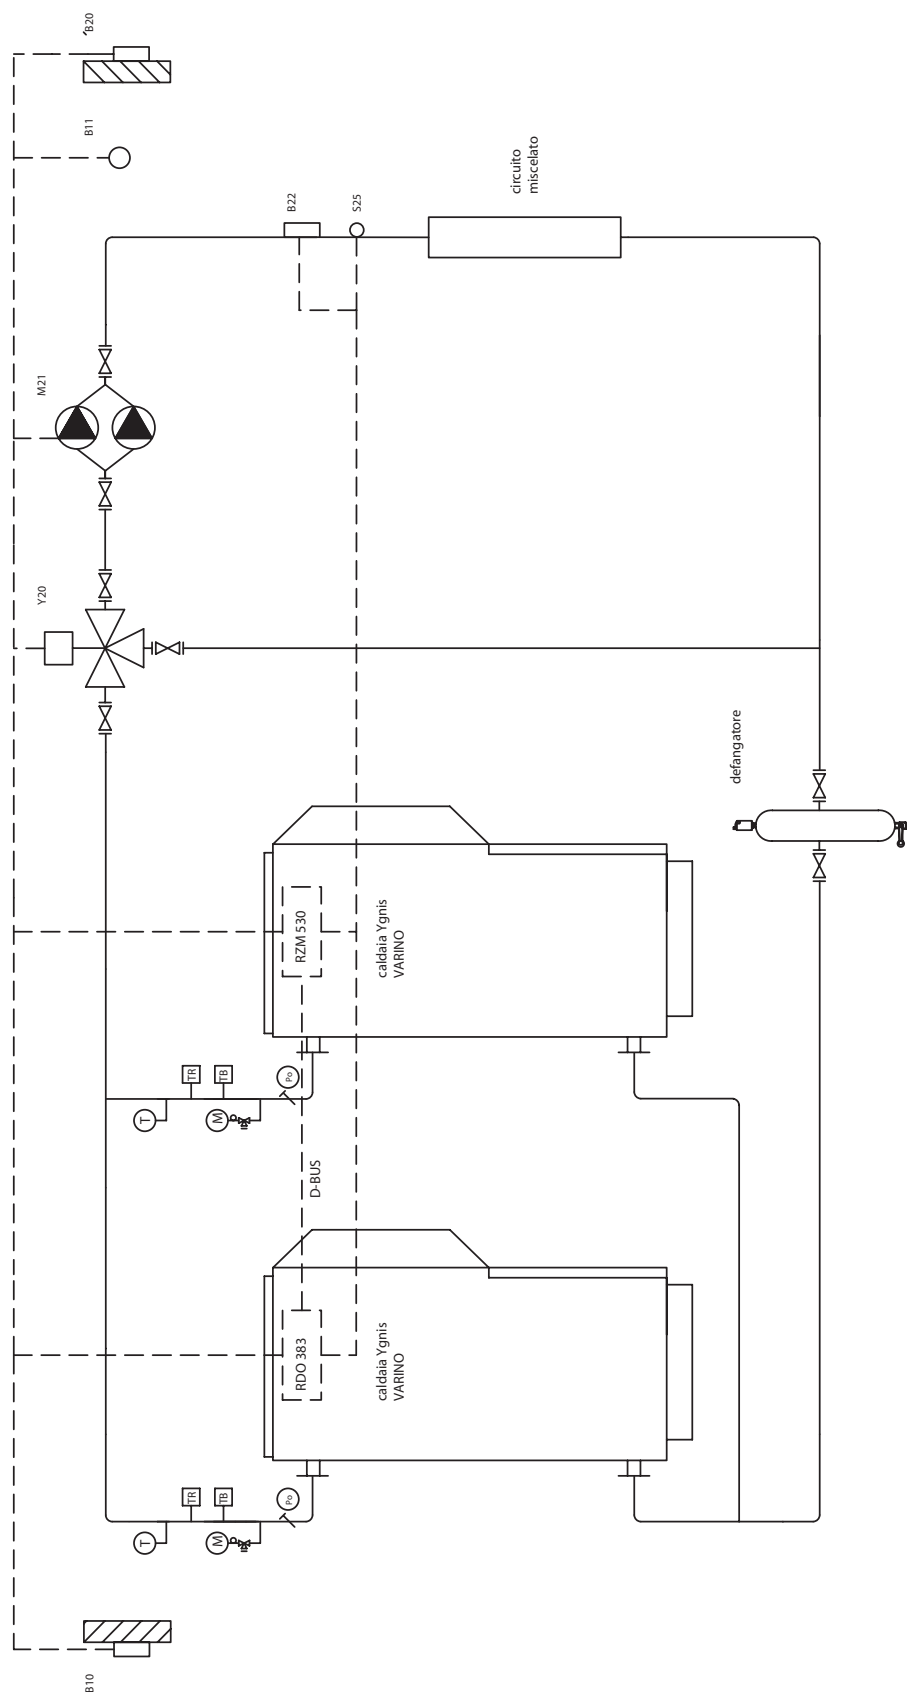 B20
B11
circuito
miscelato
B22
S25
M21
Y20
defangatore
RZM 530
caldaia Ygnis
VARINO
TR
TB
Po
T
M
D-BUS
RDO 383
caldaia Ygnis
VARINO
TR
TB
Po
T
M
B10